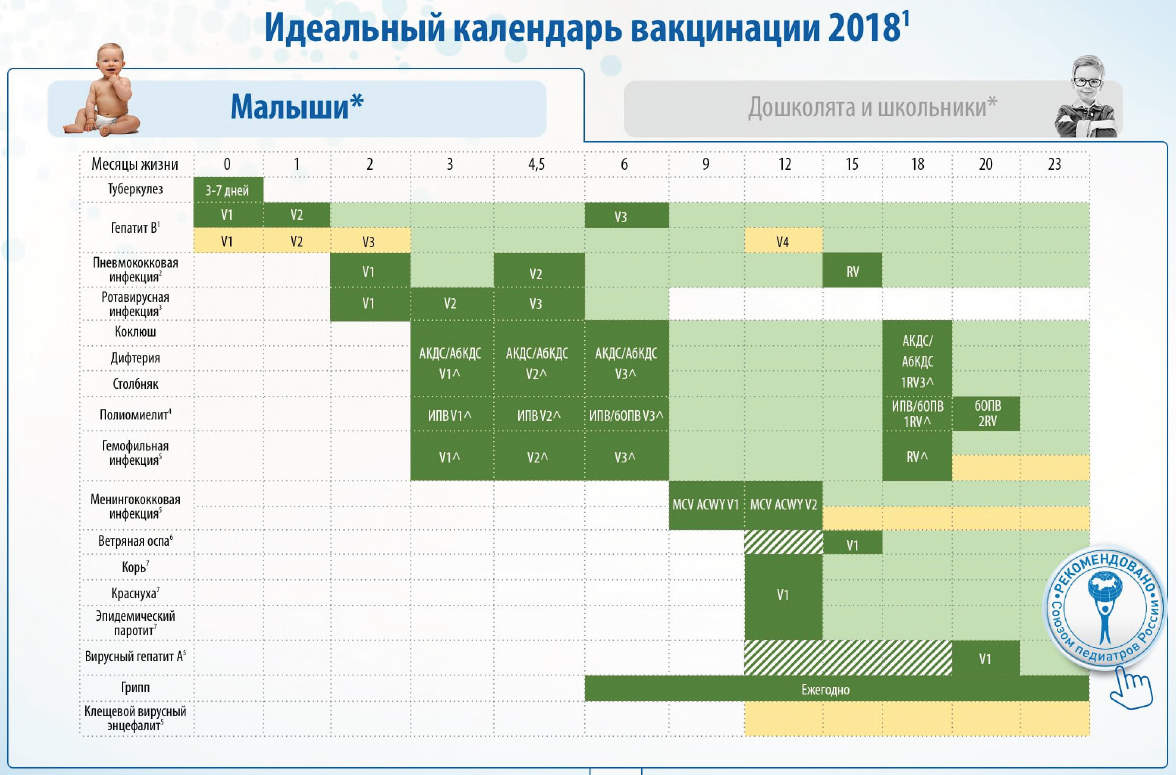 Идеальный календарь вакцинации 2018¹
Малыши*
Дошколята и школьники*
Месяцы жизни 0 1 2 3 4,5 6 9 12 15 18 20 23
Туберкулез 3-7 дней
Гепатит В¹ V1 V2 V3
V1 V2 V3 V4
Пневмококковая
инфекция² V1 V2 RV
Ротавирусная
инфекция³ V1 V2 V3
Коклюш
Дифтерия
Столбняк
АКДС/АбКДС АКДС/АбКДС АКДС/АбКДС АКДС/
АбКДС
V1^ V2^ V3^ 1RV3^
Полиомиелит⁴ ИПВ V1^ ИПВ V2^ ИПВ/бОПВ V3^ ИПВ/бОПВ
1RV^ бОПВ
2RV
Гемофильная
инфекция⁵ V1^ V2^ V3^ RV^
Менингококковая
инфекция⁵ MCV ACWY V1 MCV ACWY V2
Ветряная оспа⁶ V1
Корь⁷
Краснуха⁷ V1
Эпидемический
паротит⁷
Вирусный гепатит А⁵ V1
Грипп Ежегодно
Клещевой вирусный
энцефалит⁵
РЕКОМЕНДОВАНО
Союзом педиатров России